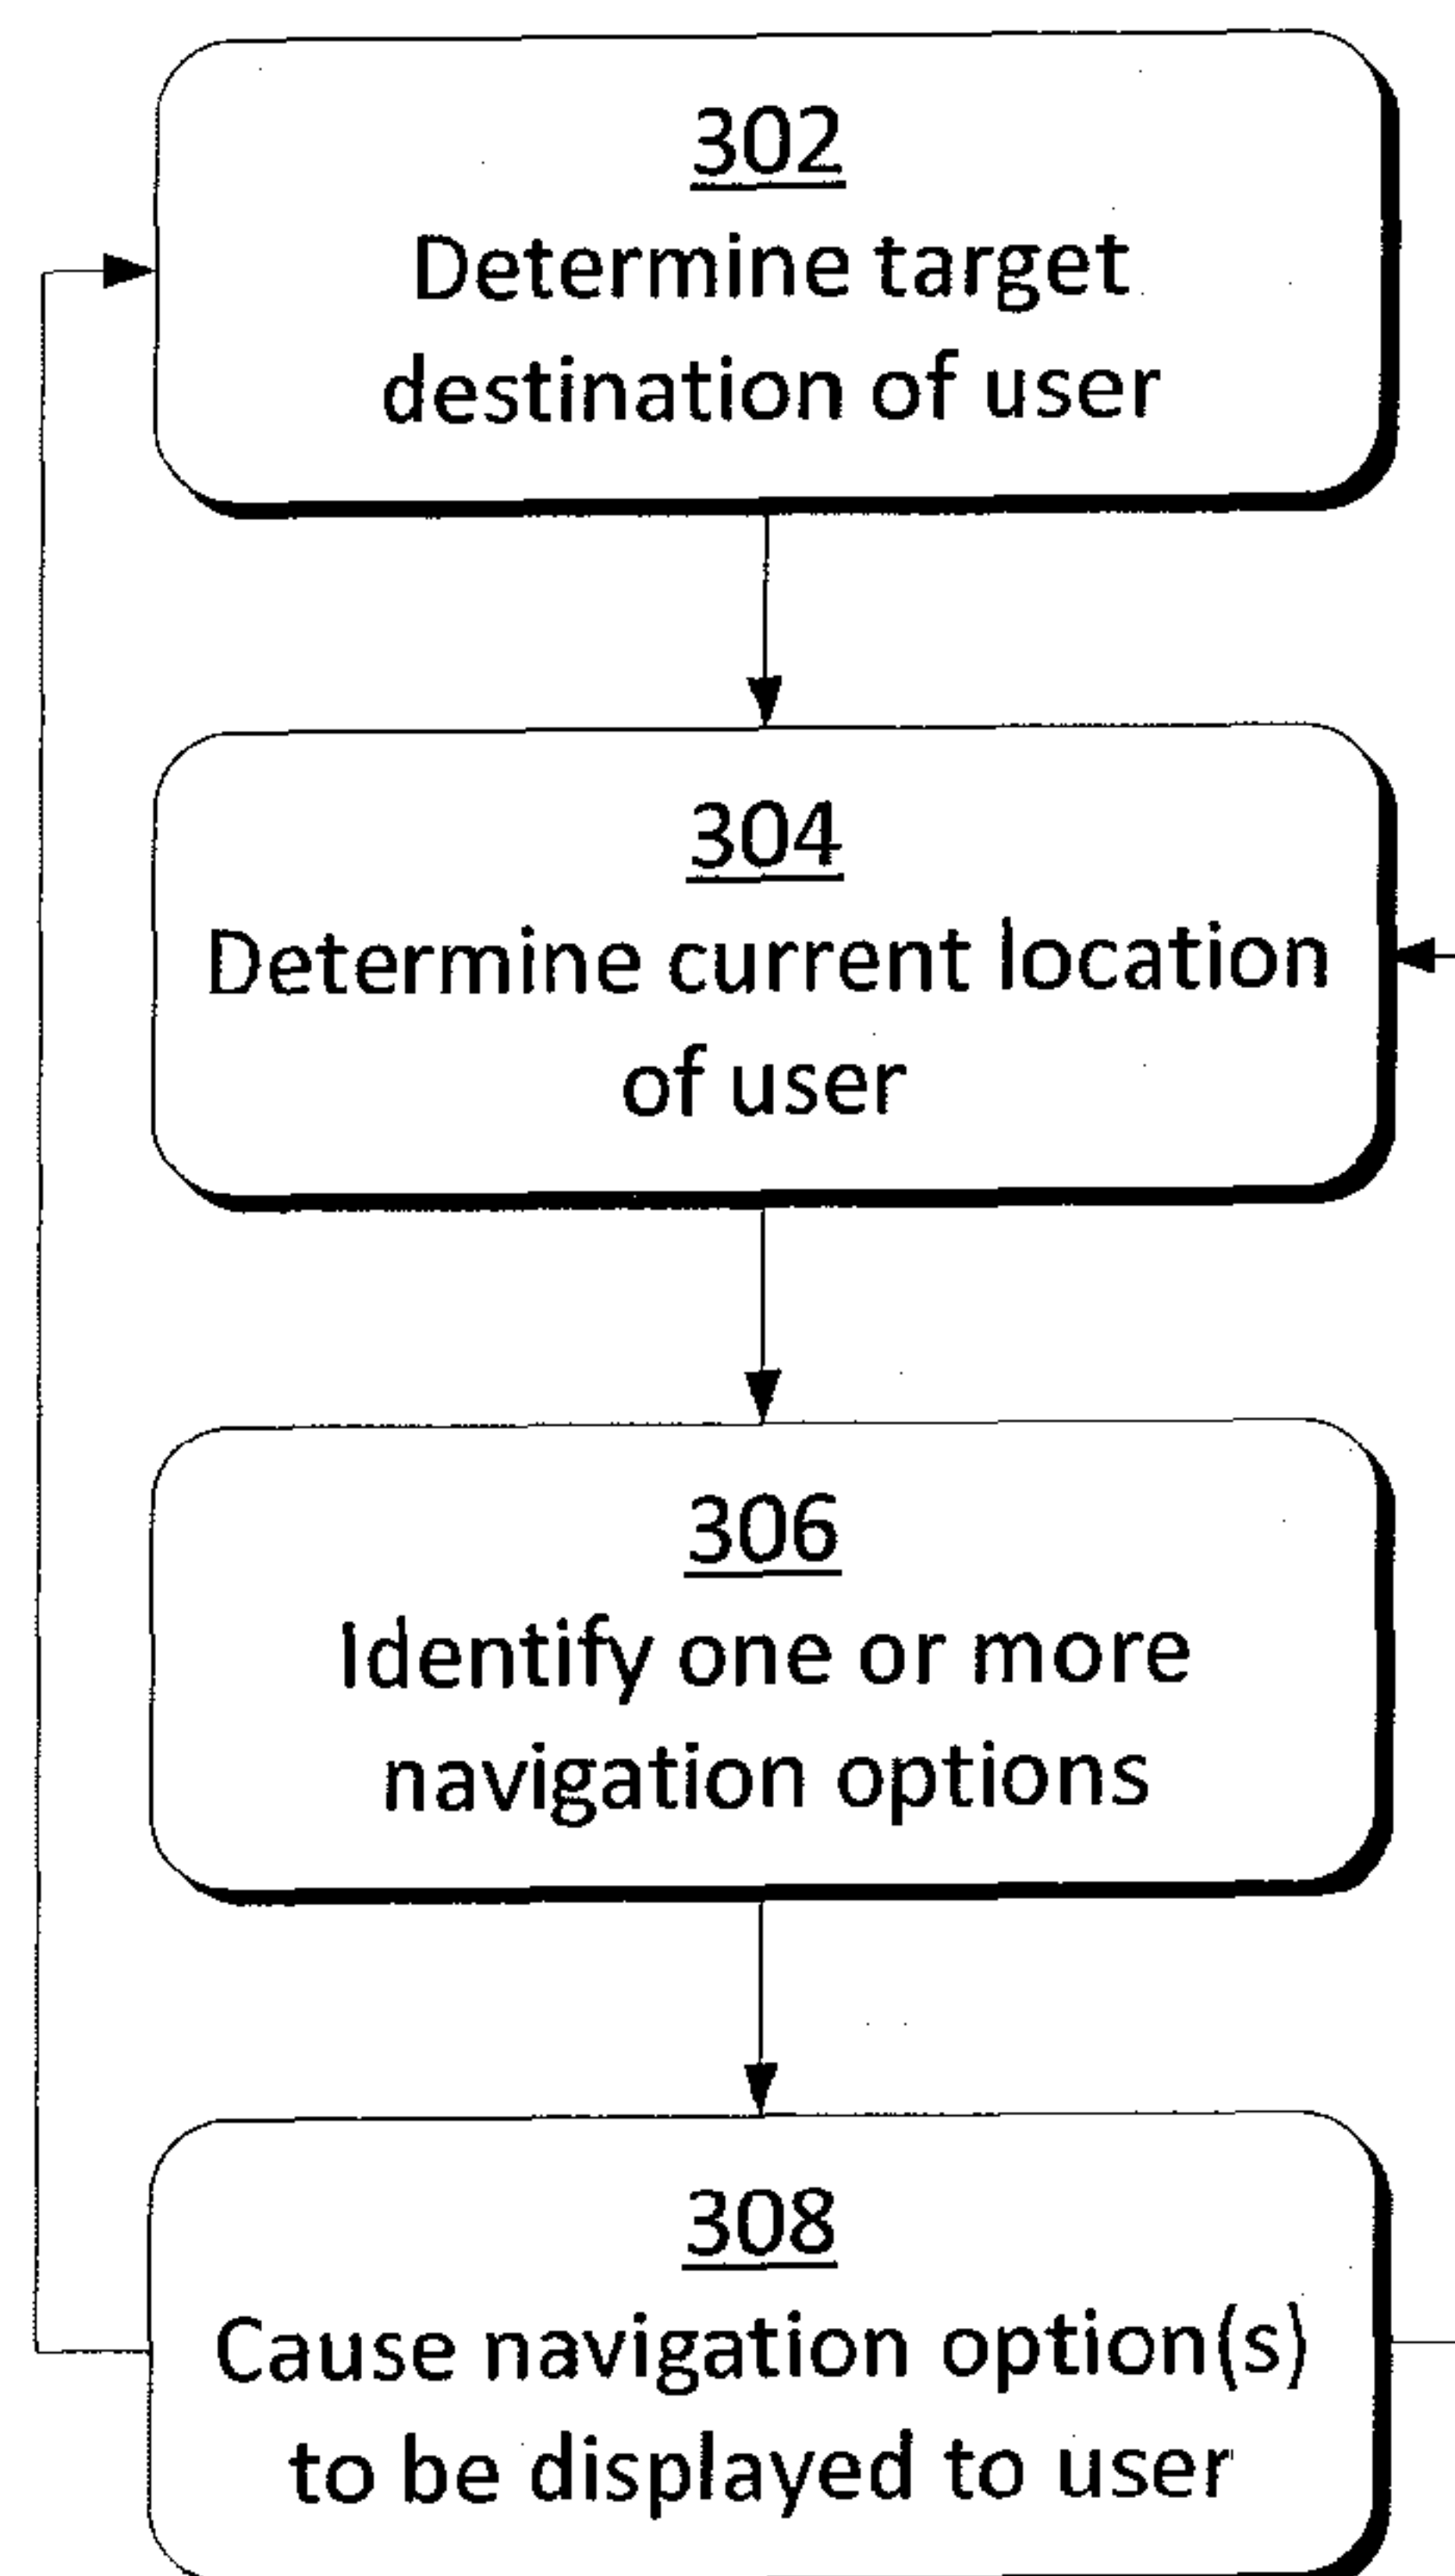 302
Determine target
destination of user
304
Determine current location
of user
306
Identify one or more
navigation options
308
Cause navigation option(s)
to be displayed to user